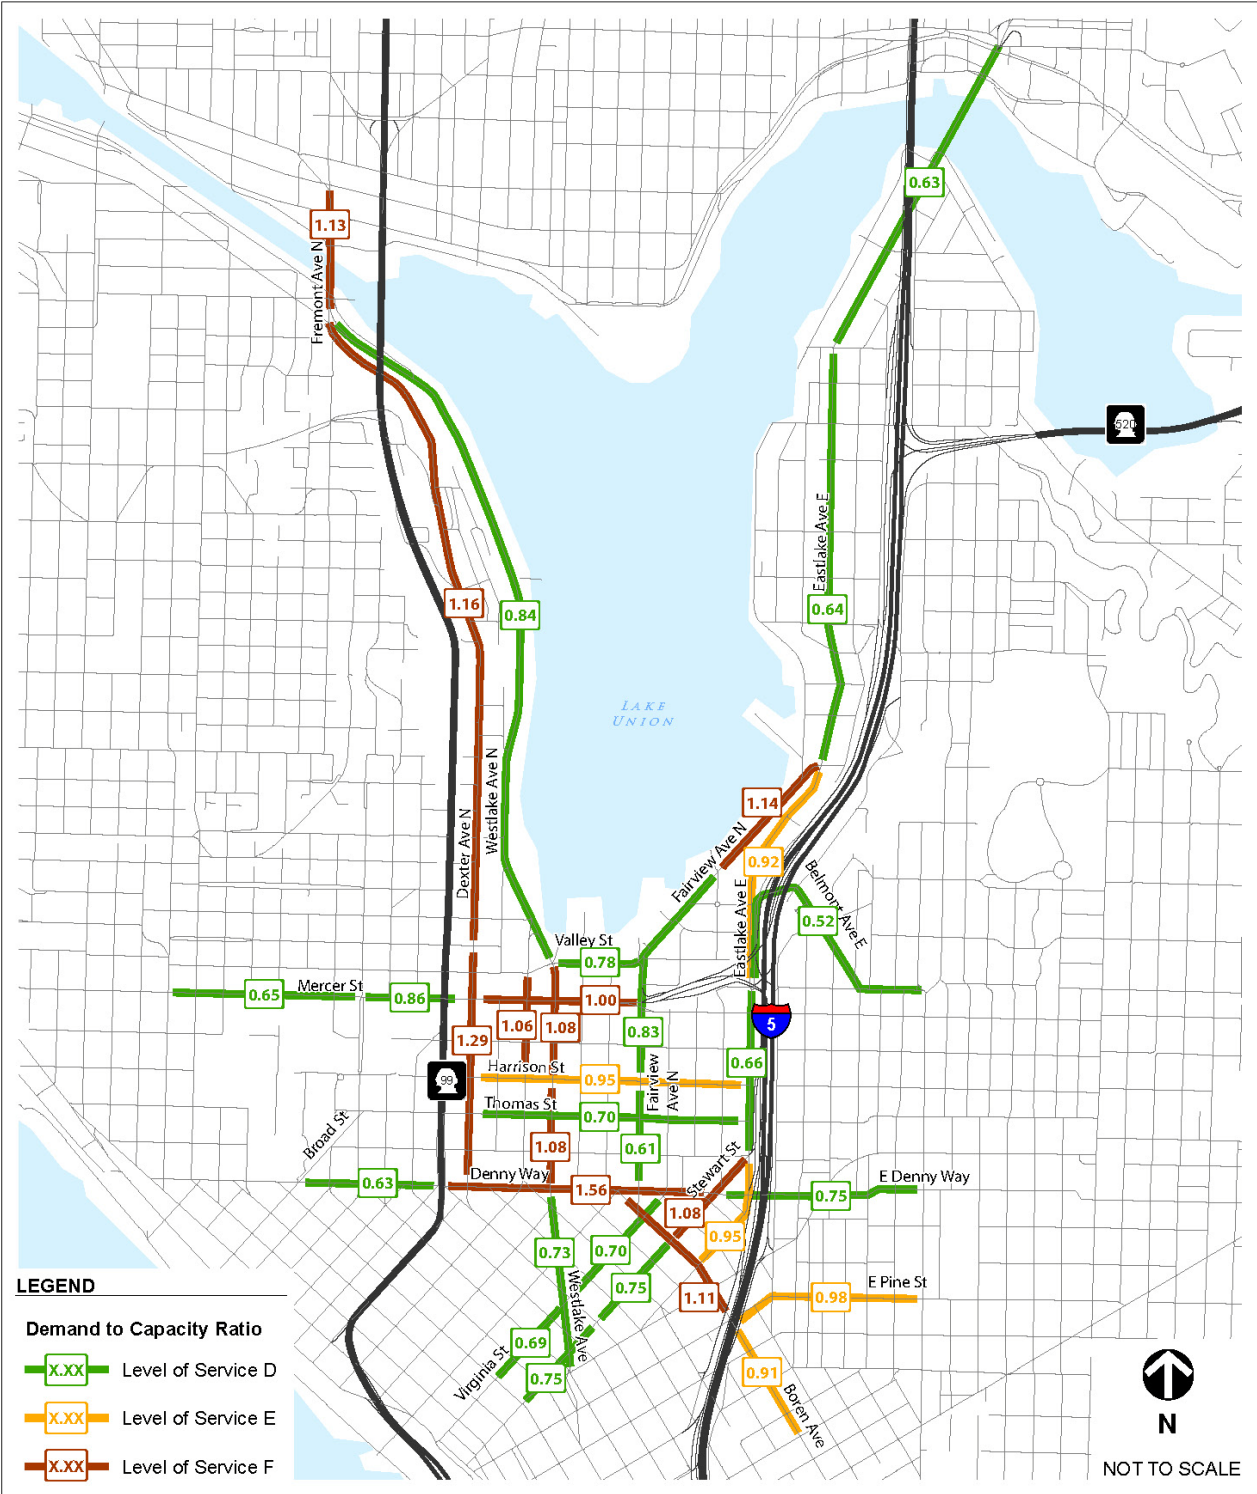 0.63
1.13
Fremont Ave N
520
Eastlake Ave E
1.16
0.84
0.64
LAKE
UNION
Westlake Ave N
Dexter Ave N
1.14
Fairview Ave N
0.92
Belmont Ave E
0.52
Eastlake Ave E
Valley St
0.78
Mercer St
0.65
0.86
1.00
1.06
1.08
0.83
5
1.29
0.66
Harrison St
0.95
99
Fairview
Ave N
Thomas St
0.70
Broad St
1.08
0.61
Stewart St
Denny Way
0.63
1.56
E Denny Way
0.75
1.08
0.95
0.73
0.70
0.75
Westlake Ave
1.11
E Pine St
0.98
0.69
Virginia St
0.75
0.91
Boren Ave
LEGEND
Demand to Capacity Ratio
X.XX Level of Service D
X.XX Level of Service E
X.XX Level of Service F
N
NOT TO SCALE